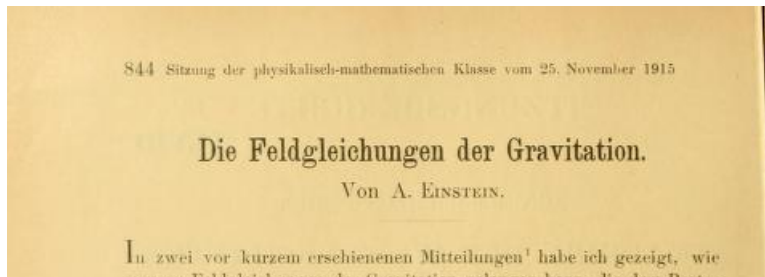 844 Sitzung der physikalisch-mathematischen Klasse vom 25. November 1915
Die Feldgleichungen der Gravitation.
Von A. Einstein.
In zwei vor kurzem erschienenen Mitteilungen¹ habe ich gezeigt, wie